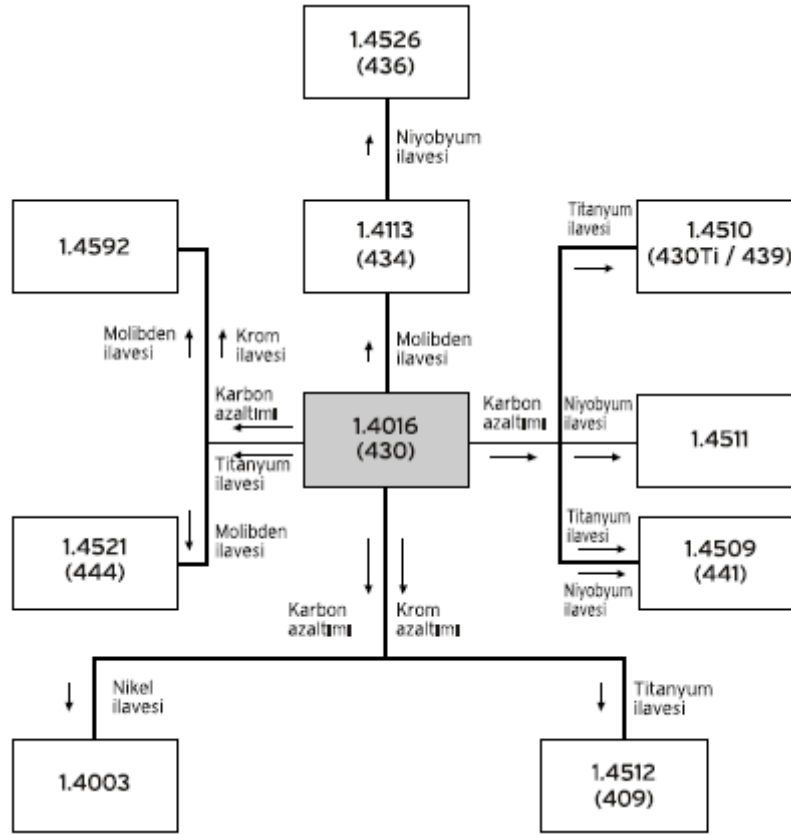 1.4526
(436)
Niyobyum
ilavesi
1.4592
1.4113
(434)
Titanyum
ilavesi
1.4510
(430Ti / 439)
Molibden
ilavesi
Krom
ilavesi
Molibden
ilavesi
Karbon
azaltımı
1.4016
(430)
Karbon
azaltımı
Niyobyum
ilavesi
1.4511
Titanyum
ilavesi
1.4521
(444)
Molibden
ilavesi
Titanyum
ilavesi
1.4509
(441)
Niyobyum
ilavesi
Karbon
azaltımı
Krom
azaltımı
Nikel
ilavesi
Titanyum
ilavesi
1.4003
1.4512
(409)